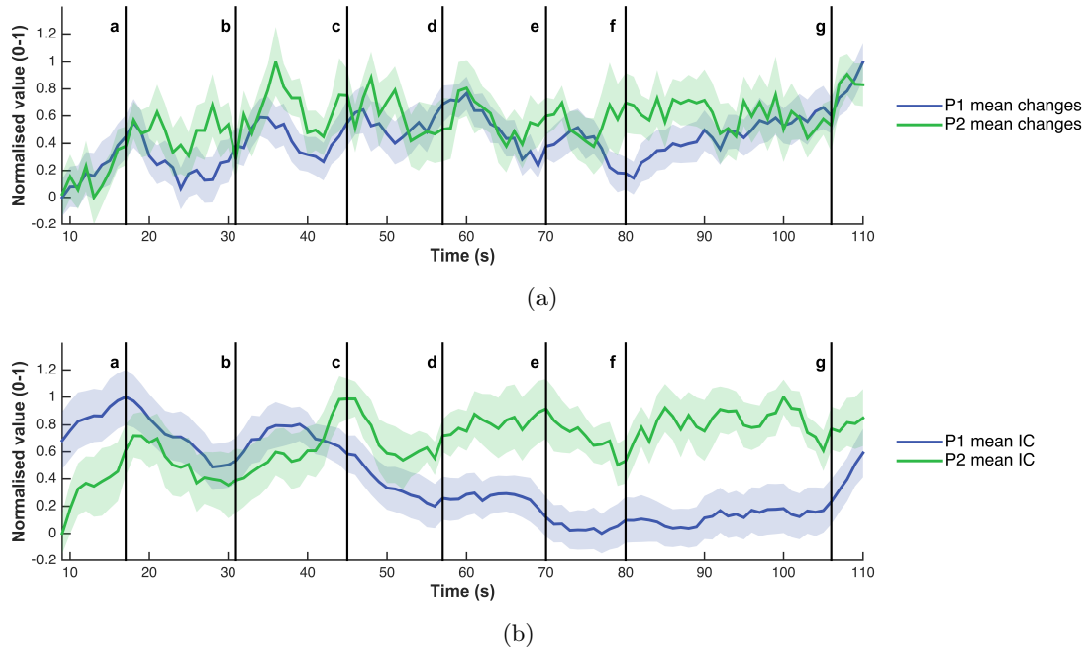 Normalised value (0-1)
1.2
1
0.8
0.6
0.4
0.2
0
-0.2
a b c d e f g
10 20 30 40 50 60 70 80 90 100 110
Time (s)
P1 mean changes
P2 mean changes
(a)
Normalised value (0-1)
1.2
1
0.8
0.6
0.4
0.2
0
-0.2
a b c d e f g
10 20 30 40 50 60 70 80 90 100 110
Time (s)
P1 mean IC
P2 mean IC
(b)